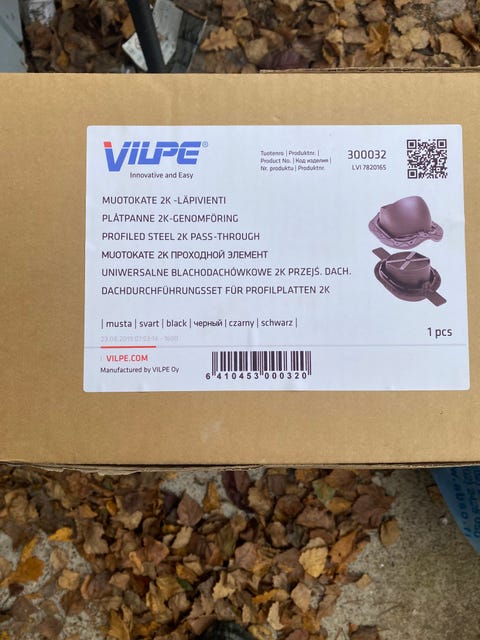 VILPE®
Innovative and Easy
Tuotenro | Produktnr. |
Product No. | Код изделия |
Nr. produktu | Produktnr.
300032
LVI 7820165
MUOTOKATE 2K -LÄPIVIENTI
PLÅTPANNE 2K-GENOMFÖRING
PROFILED STEEL 2K PASS-THROUGH
MUOTOKATE 2K ПРОХОДНОЙ ЭЛЕМЕНТ
UNIWERSALNE BLACHODACHÓWKOWE 2K PRZEJŚ. DACH.
DACHDURCHFÜHRUNGSSET FÜR PROFILPLATTEN 2K
| musta | svart | black | черный | czarny | schwarz |
1 pcs
VILPE.COM
Manufactured by VILPE Oy
6 410453 000320